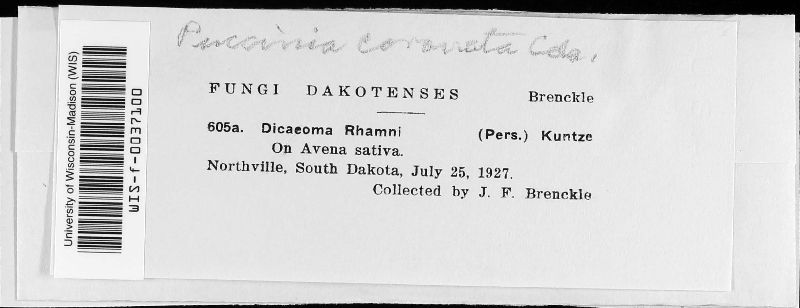 Puccinia coronata Cda.
FUNGI DAKOTENSES Brenckle
605a. Dicaeoma Rhamni (Pers.) Kuntze
On Avena sativa.
Northville, South Dakota, July 25, 1927.
Collected by J. F. Brenckle
University of Wisconsin-Madison (WIS)
WIS-f-0037210